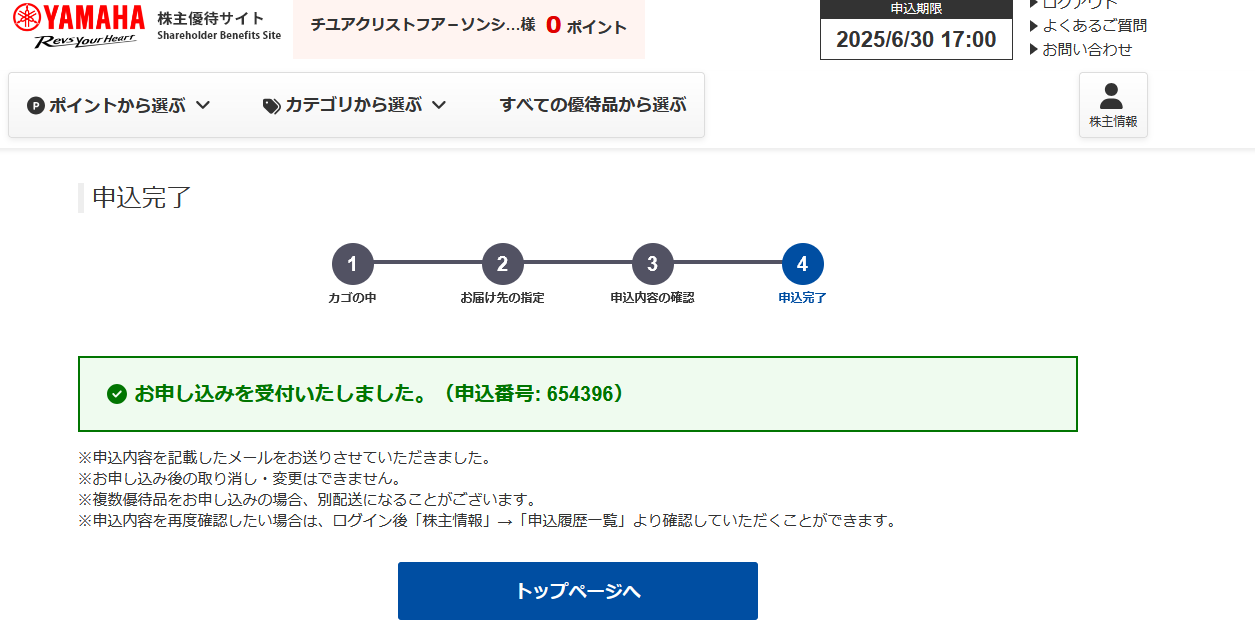 YAMAHA
Revs Your Heart
株主優待サイト
Shareholder Benefits Site
チユアクリストフアーソンシ...様 0 ポイント
申込期限
2025/6/30 17:00
ログアウト
よくあるご質問
お問い合わせ
P ポイントから選ぶ
カテゴリから選ぶ
すべての優待品から選ぶ
株主情報
申込完了
1 2 3 4
カゴの中 お届け先の指定 申込内容の確認 申込完了
お申し込みを受付いたしました。（申込番号: 654396）
※申込内容を記載したメールをお送りさせていただきました。
※お申し込み後の取り消し・変更はできません。
※複数優待品をお申し込みの場合、別配送になることがございます。
※申込内容を再度確認したい場合は、ログイン後「株主情報」→「申込履歴一覧」より確認していただくことができます。
トップページへ